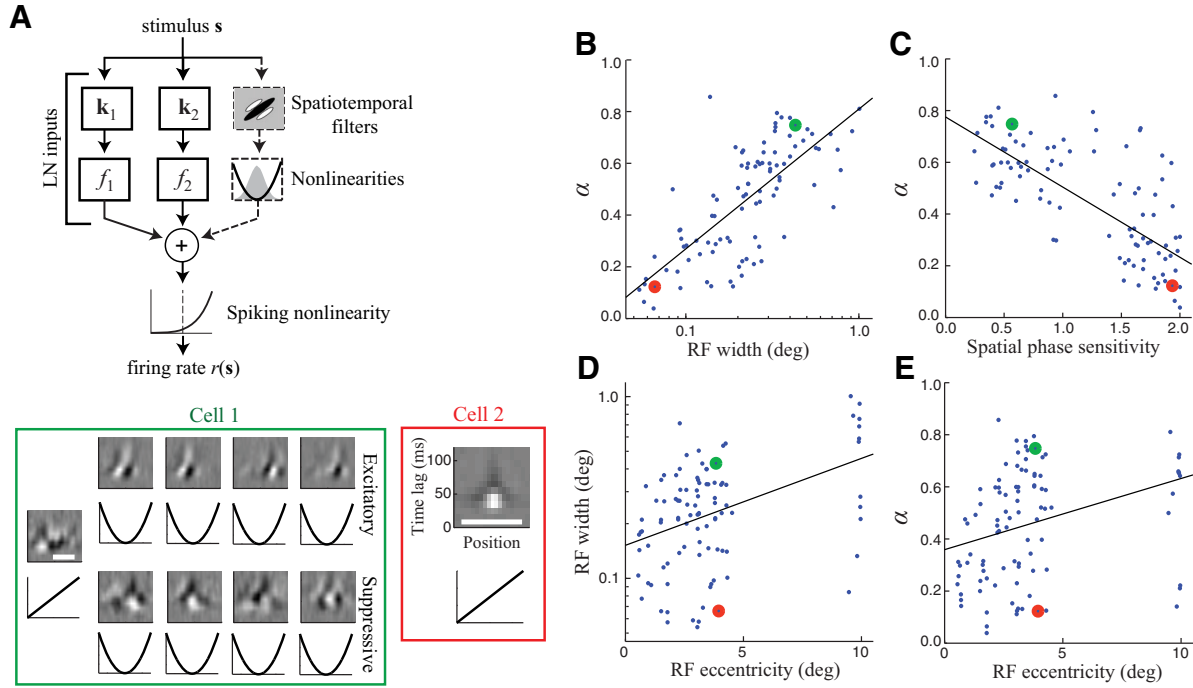 A
stimulus s
LN inputs
k1
k2
Spatiotemporal
filters
f1
f2
Nonlinearities
+
Spiking nonlinearity
firing rate r(s)
Cell 1
Excitatory
Suppressive
Cell 2
Time lag (ms)
100
50
0
Position
B
α
1.0
0.8
0.6
0.4
0.2
0.0
0.1
1.0
RF width (deg)
C
α
1.0
0.8
0.6
0.4
0.2
0.0
0.0
0.5
1.0
1.5
2.0
Spatial phase sensitivity
D
RF width (deg)
1.0
0.1
0
5
10
RF eccentricity (deg)
E
α
1.0
0.8
0.6
0.4
0.2
0.0
0
5
10
RF eccentricity (deg)